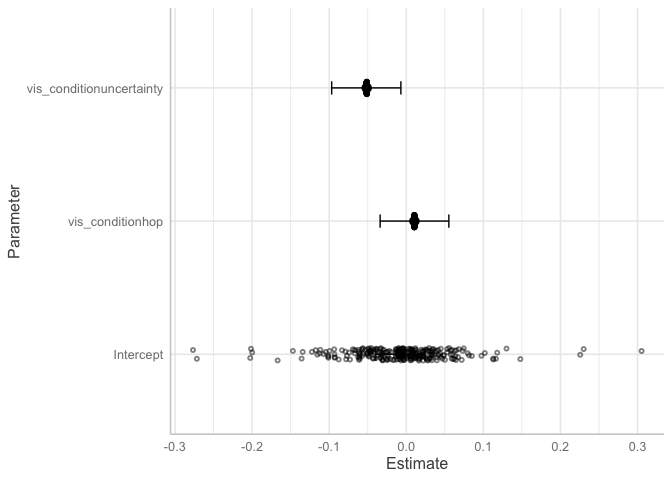 vis_conditionuncertainty
vis_conditionhop
Intercept
Parameter
-0.3 -0.2 -0.1 0.0 0.1 0.2 0.3
Estimate